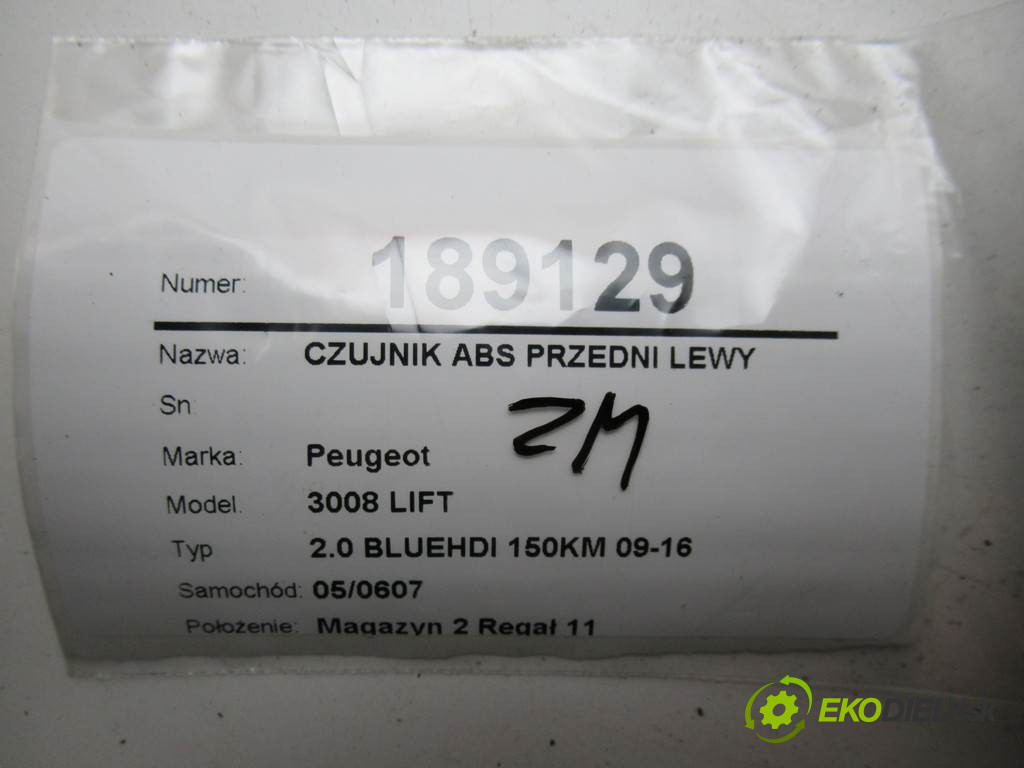 Numer: 189129
Nazwa: CZUJNIK ABS PRZEDNI LEWY
Sn
ZM
Marka: Peugeot
Model: 3008 LIFT
Typ 2.0 BLUEHDI 150KM 09-16
Samochód: 05/0607
Położenie: Magazyn 2 Regał 11